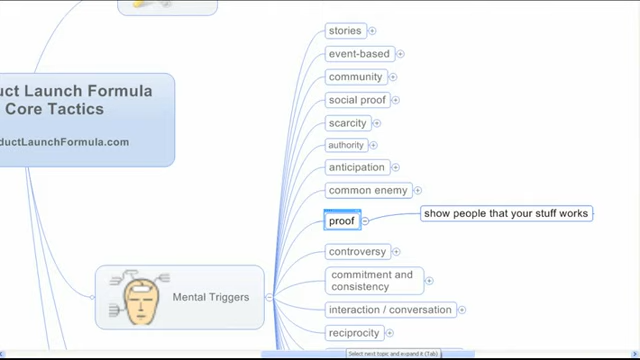 stories
event-based
community
social proof
scarcity
authority
anticipation
common enemy
proof
show people that your stuff works
controversy
commitment and
consistency
interaction / conversation
reciprocity
uct Launch Formula
Core Tactics
ductLaunchFormula.com
Mental Triggers
Select next topic and expand it (Tab)